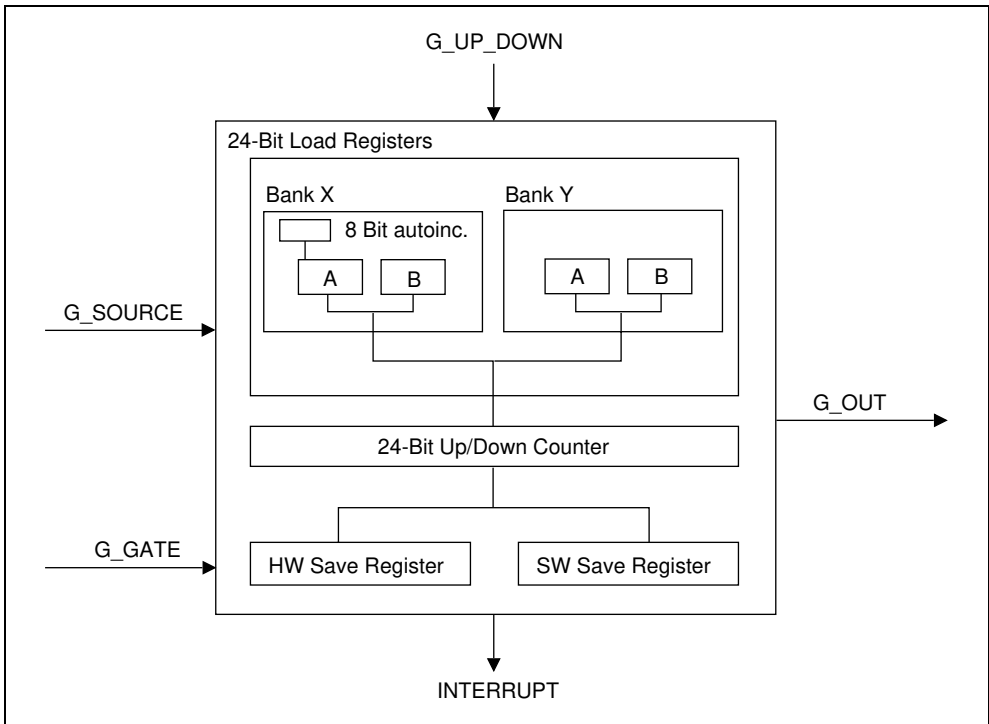 G_UP_DOWN
24-Bit Load Registers
Bank X
Bank Y
8 Bit autoinc.
A
B
A
B
G_SOURCE
G_OUT
24-Bit Up/Down Counter
G_GATE
HW Save Register
SW Save Register
INTERRUPT